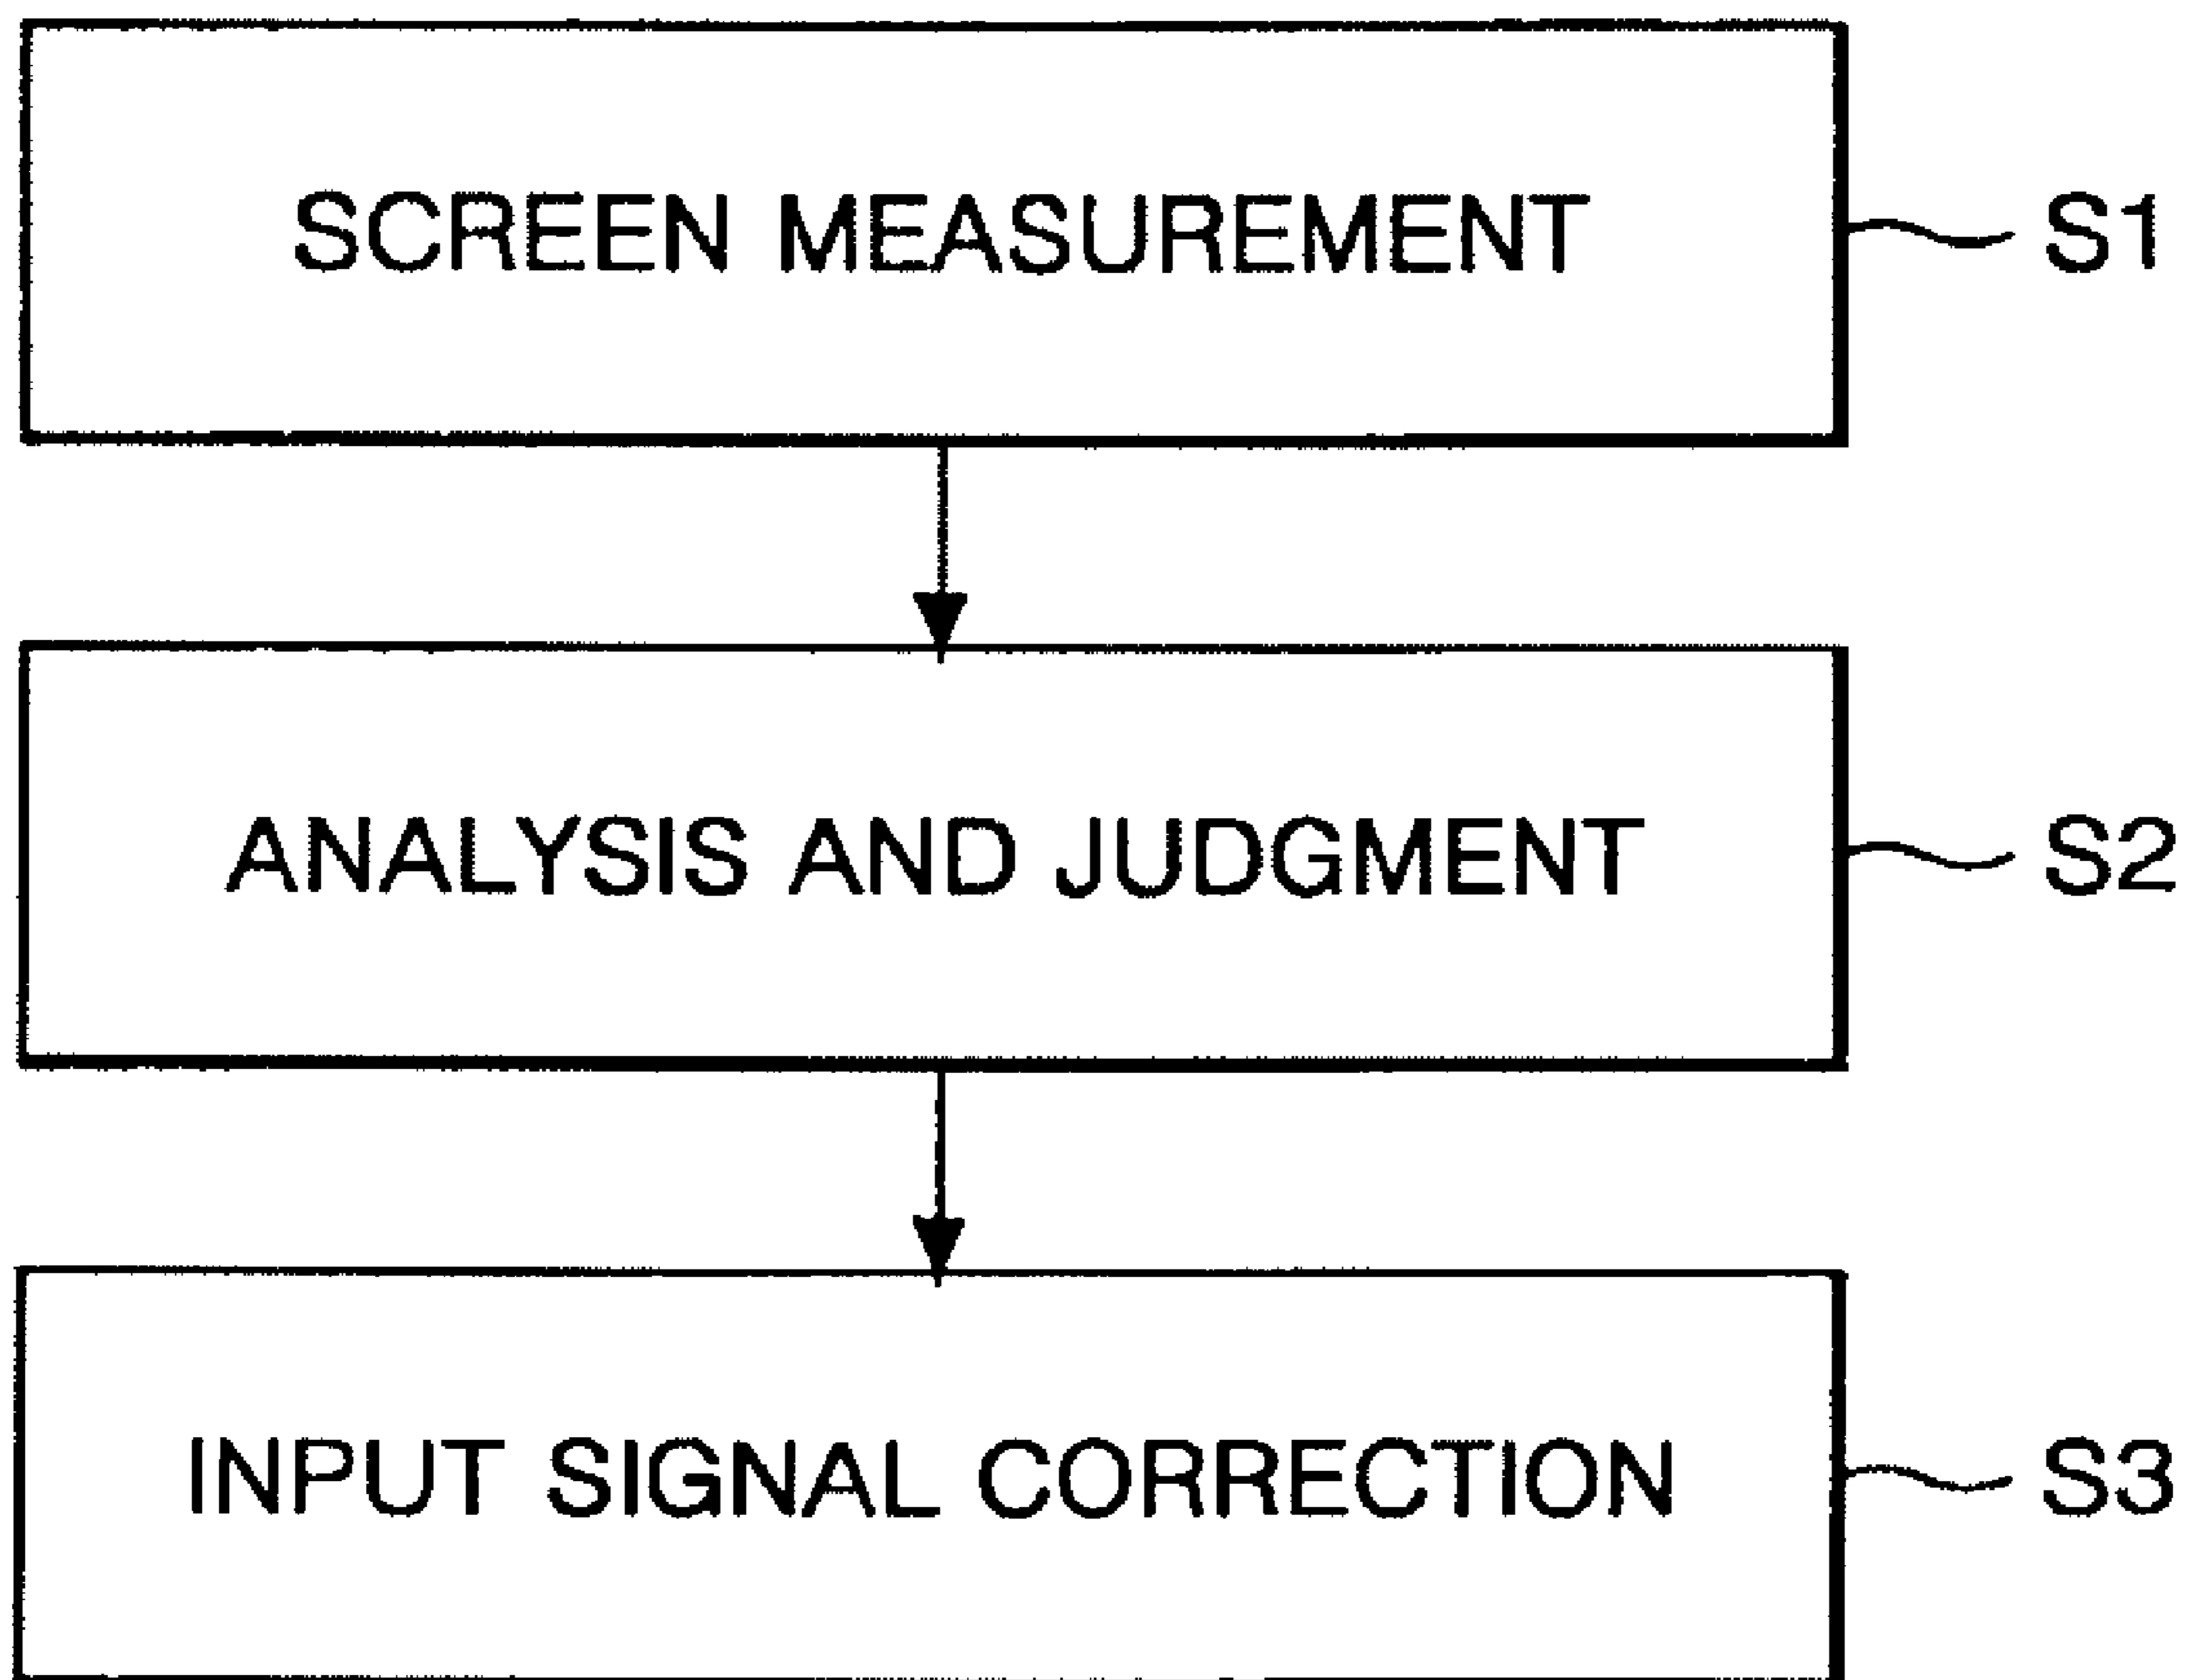 SCREEN MEASUREMENT
S1
ANALYSIS AND JUDGMENT
S2
INPUT SIGNAL CORRECTION
S3